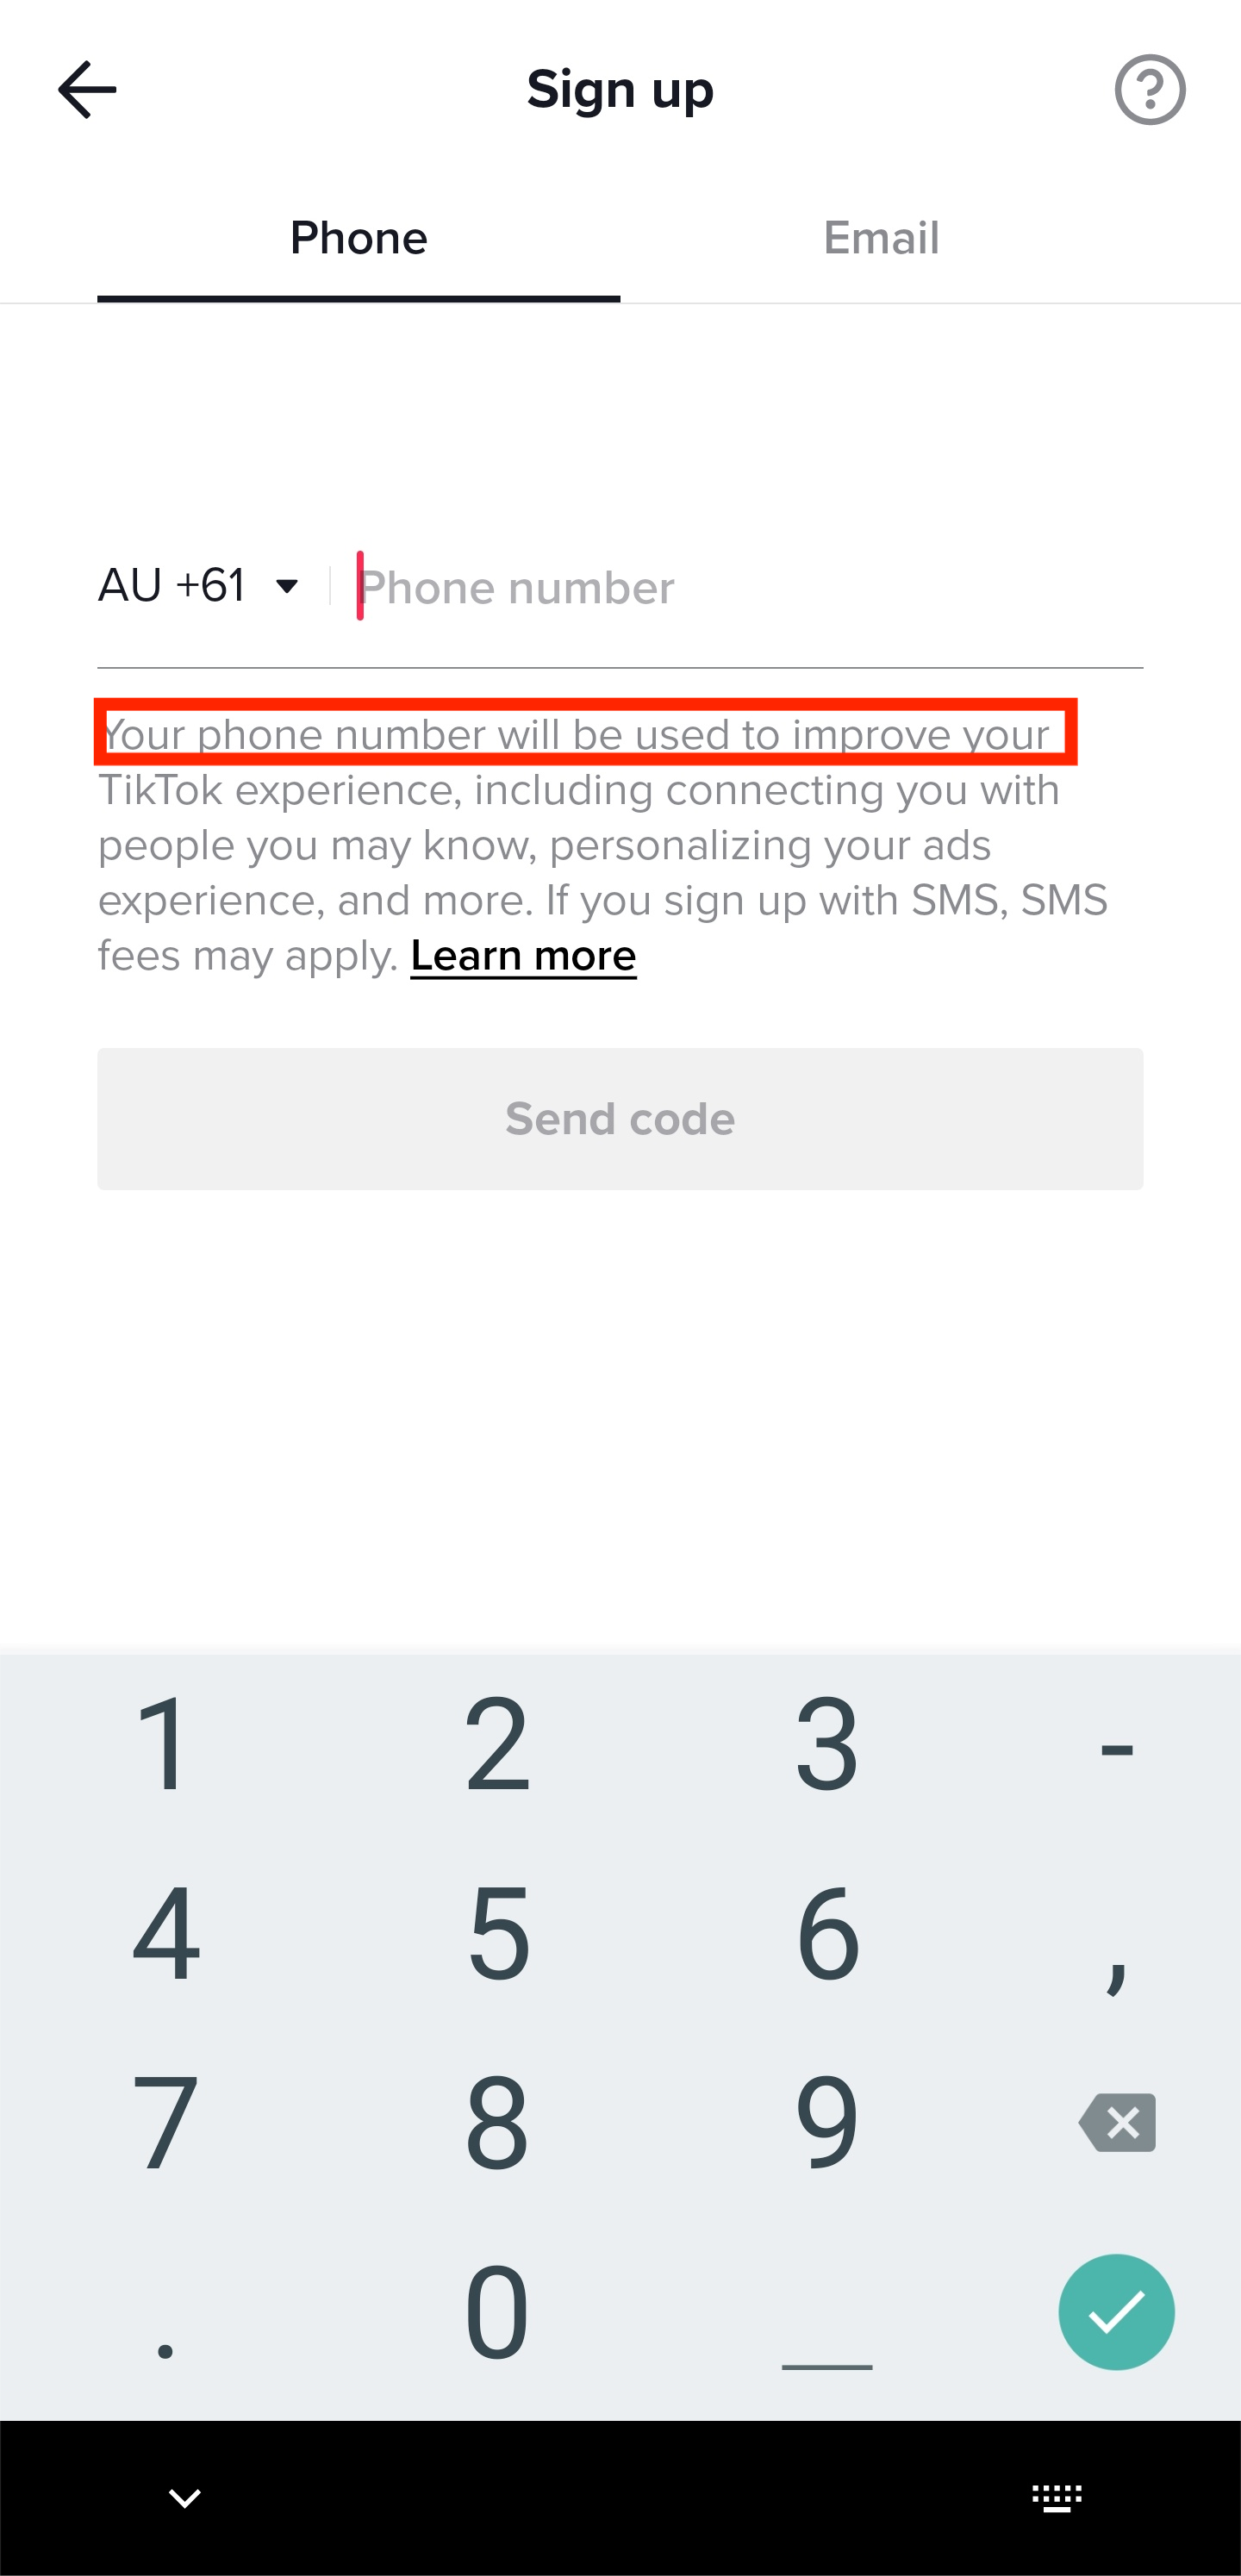 Sign up
Phone
Email
AU +61
Phone number
Your phone number will be used to improve your
TikTok experience, including connecting you with
people you may know, personalizing your ads
experience, and more. If you sign up with SMS, SMS
fees may apply. Learn more
Send code
1 2 3 -
4 5 6 ,
7 8 9
. 0 _